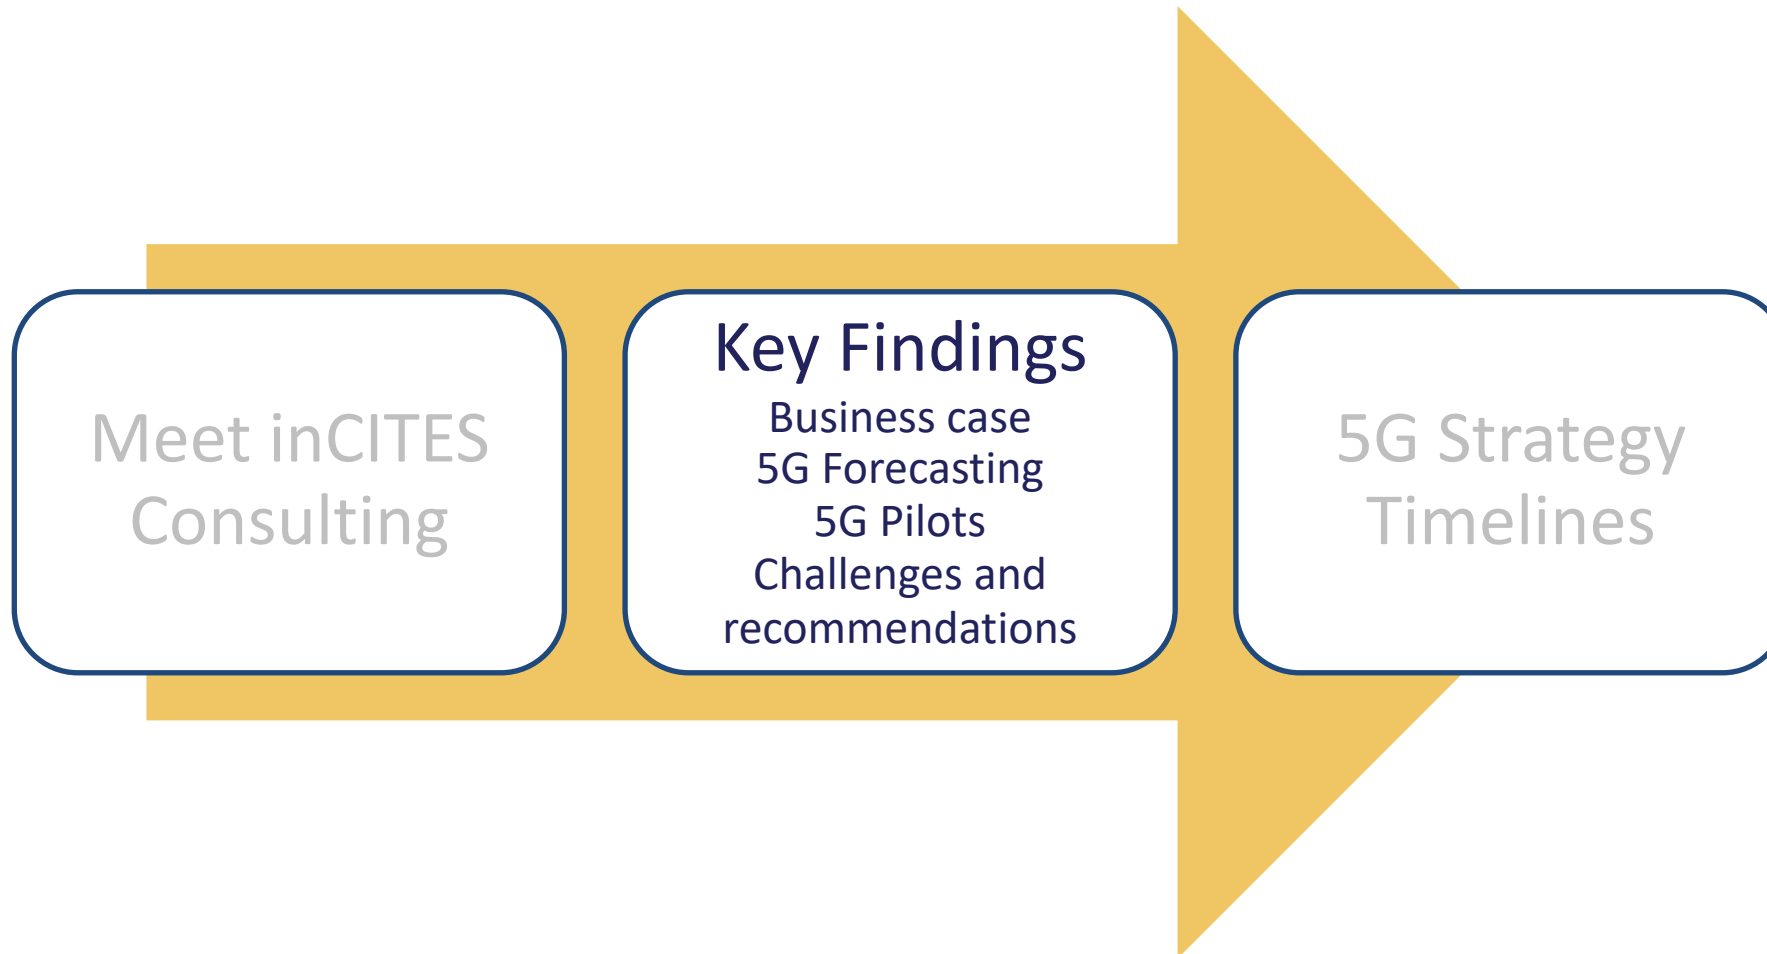 Meet inCITES
Consulting
Key Findings
Business case
5G Forecasting
5G Pilots
Challenges and
recommendations
5G Strategy
Timelines